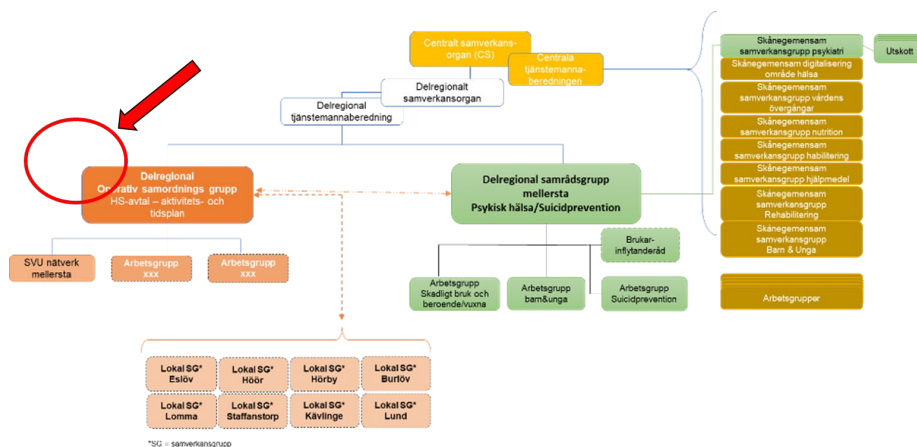 Centralt samverkans-
organ (CS)
Centrala
tjänstemanna-
beredningen
Delregionalt
samverkansorgan
Delregional
tjänstemannaberedning
Skånegemensam
samverkansgrupp psykiatri
Utskott
Skånegemensam digitalisering
område hälsa
Skånegemensam
samverkansgrupp vårdens
övergångar
Skånegemensam
samverkansgrupp nutrition
Skånegemensam
samverkansgrupp habilitering
Skånegemensam
samverkansgrupp hjälpmedel
Skånegemensam
samverkansgrupp
Rehabilitering
Skånegemensam
samverkansgrupp
Barn & Unga
Arbetsgrupper
Delregional
Operativ samordnings grupp
HS-avtal – aktivitets- och
tidsplan
Delregional samrådsgrupp
mellersta
Psykisk hälsa/Suicidprevention
SVU nätverk
mellersta
Arbetsgrupp
xxx
Arbetsgrupp
xxx
Brukar-
inflytanderåd
Arbetsgrupp
Skadligt bruk och
beroende/vuxna
Arbetsgrupp
barn&unga
Arbetsgrupp
Suicidprevention
Lokal SG*
Eslöv
Lokal SG*
Höör
Lokal SG*
Hörby
Lokal SG*
Burlöv
Lokal SG*
Lomma
Lokal SG*
Staffanstorp
Lokal SG*
Kävlinge
Lokal SG*
Lund
*SG = samverkansgrupp